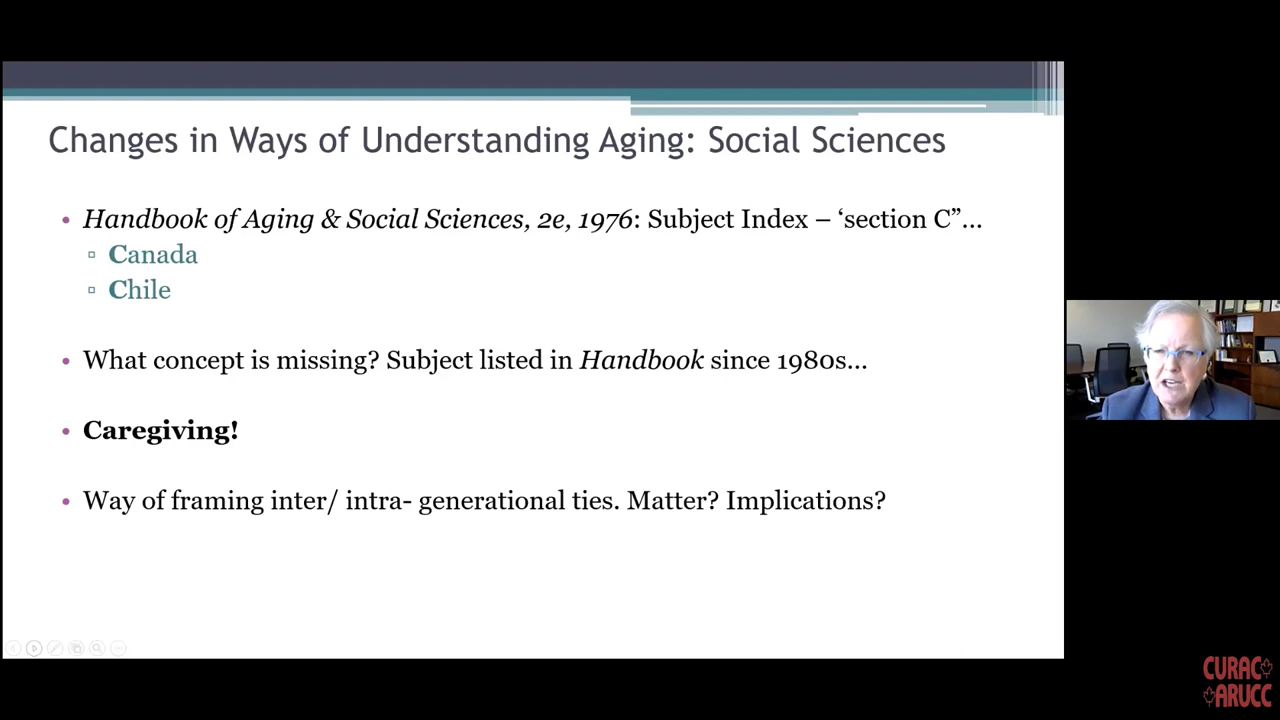 Changes in Ways of Understanding Aging: Social Sciences
• Handbook of Aging & Social Sciences, 2e, 1976: Subject Index – ‘section C”…
▫ Canada
▫ Chile
• What concept is missing? Subject listed in Handbook since 1980s…
• Caregiving!
• Way of framing inter/ intra- generational ties. Matter? Implications?
CURAC
ARUCC